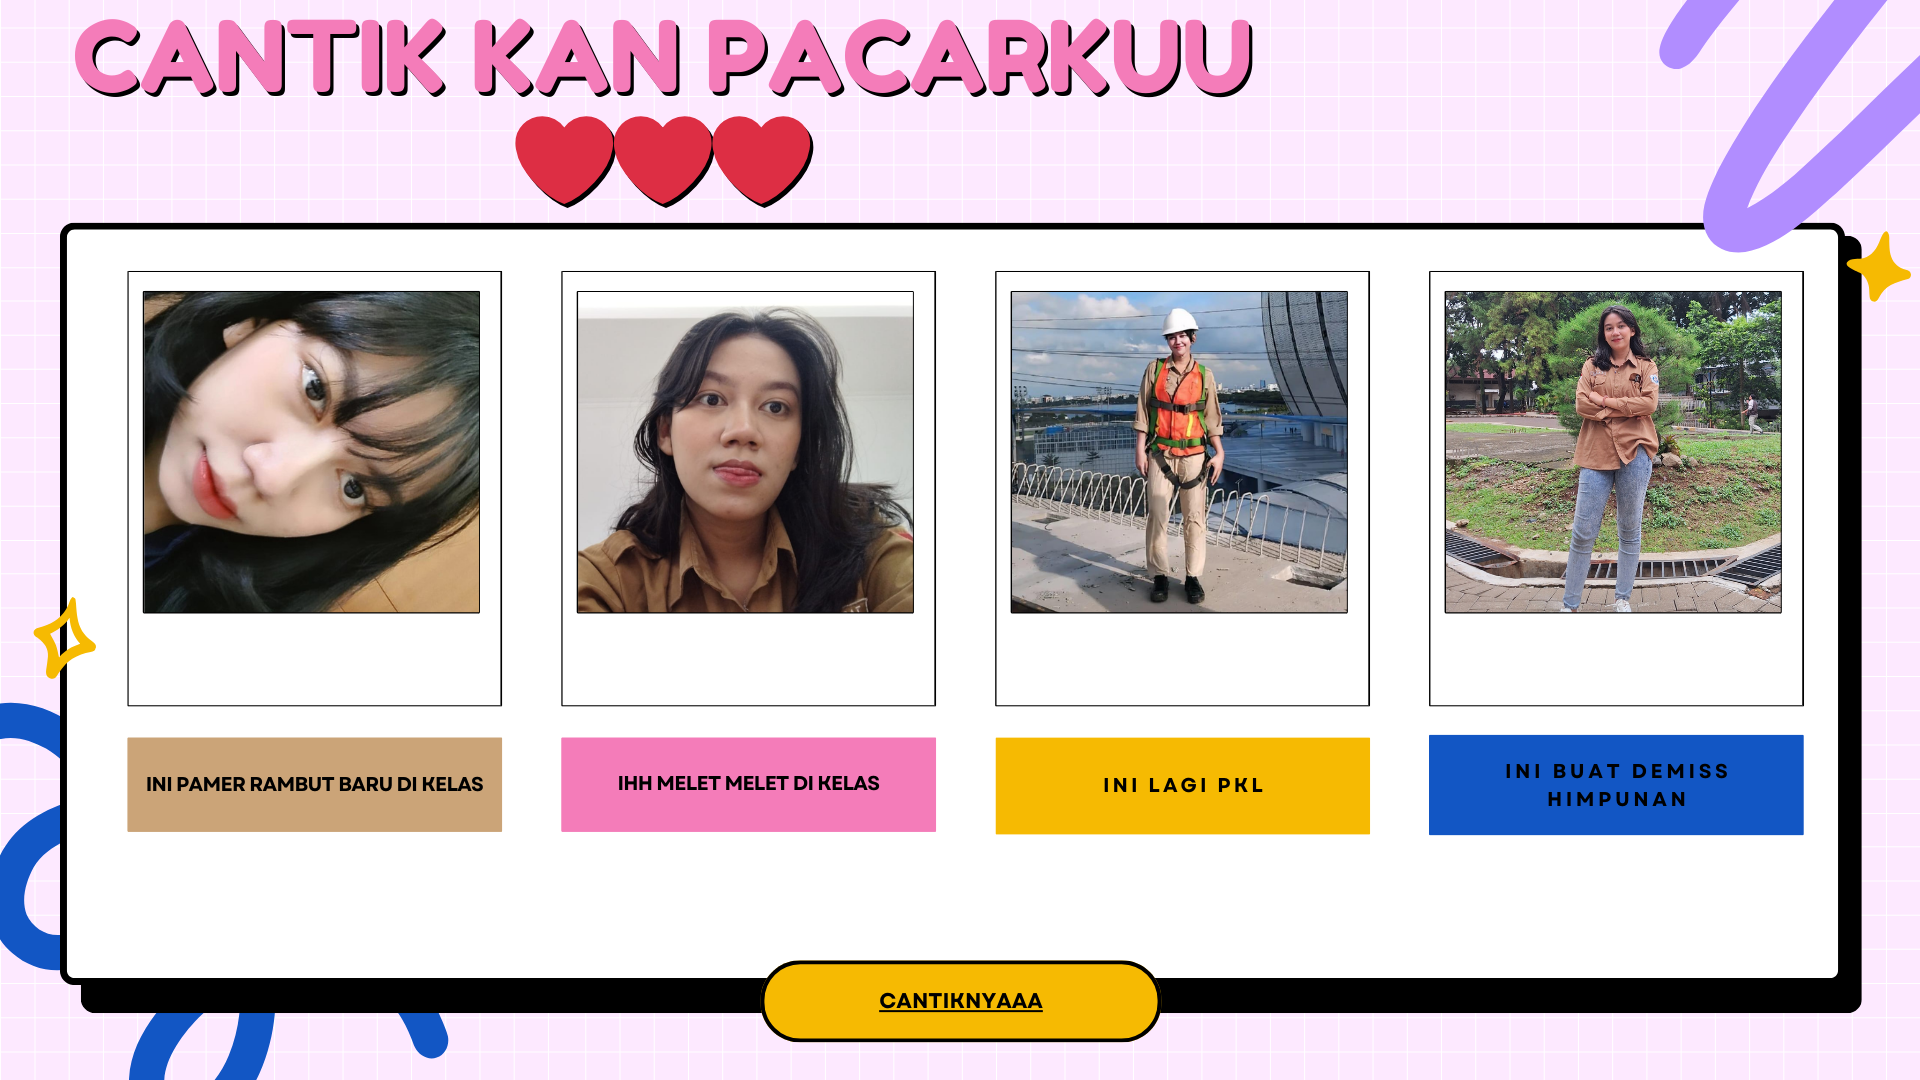 CANTIK KAN PACARKUU
INI PAMER RAMBUT BARU DI KELAS
IHH MELET MELET DI KELAS
INI LAGI PKL
INI BUAT DEMISS
HIMPUNAN
CANTIKNYAAA